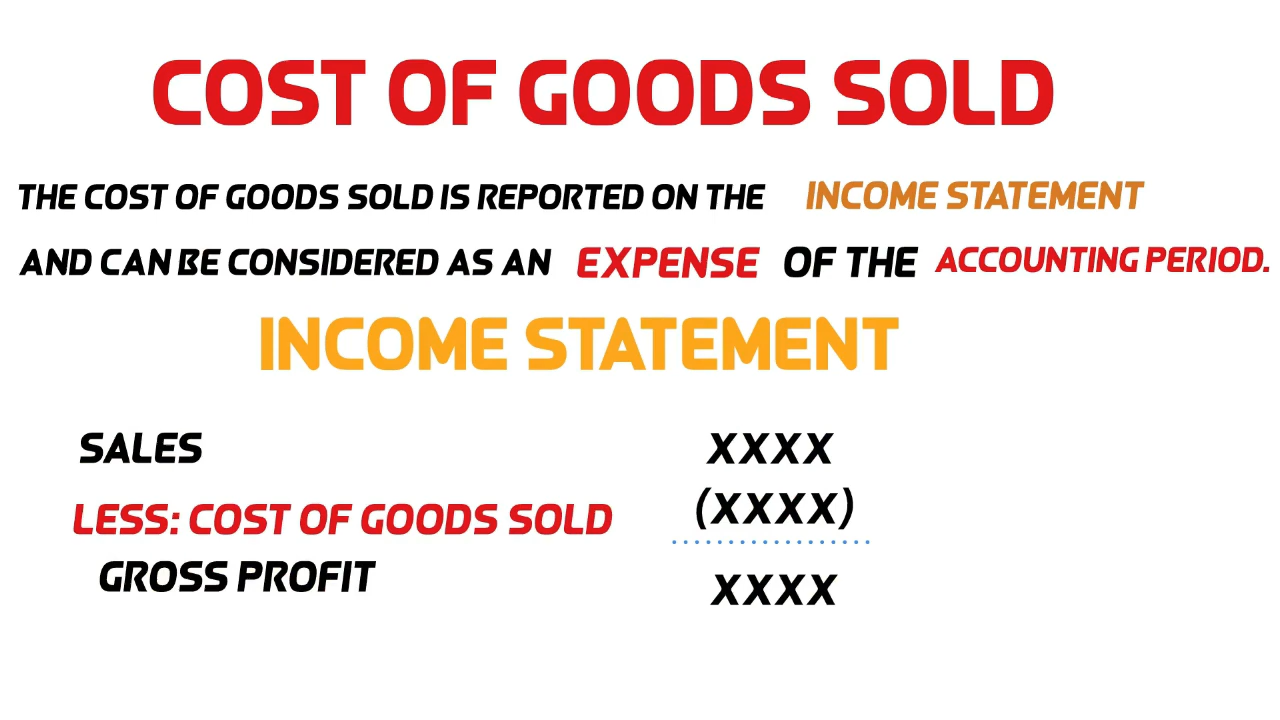 COST OF GOODS SOLD
THE COST OF GOODS SOLD IS REPORTED ON THE INCOME STATEMENT
AND CAN BE CONSIDERED AS AN EXPENSE OF THE ACCOUNTING PERIOD.
INCOME STATEMENT
SALES XXXX
LESS: COST OF GOODS SOLD (XXXX)
GROSS PROFIT XXXX